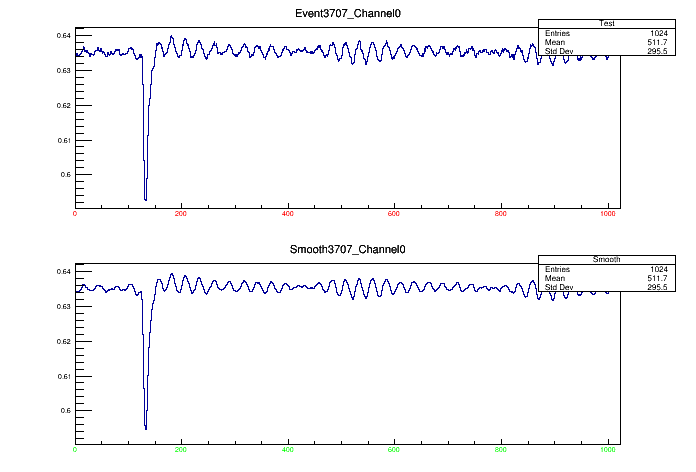 Event3707_Channel0
Test
Entries 1024
Mean 511.7
Std Dev 295.5
0.64
0.63
0.62
0.61
0.6
0 200 400 600 800 1000
Smooth3707_Channel0
Smooth
Entries 1024
Mean 511.7
Std Dev 295.5
0.64
0.63
0.62
0.61
0.6
0 200 400 600 800 1000